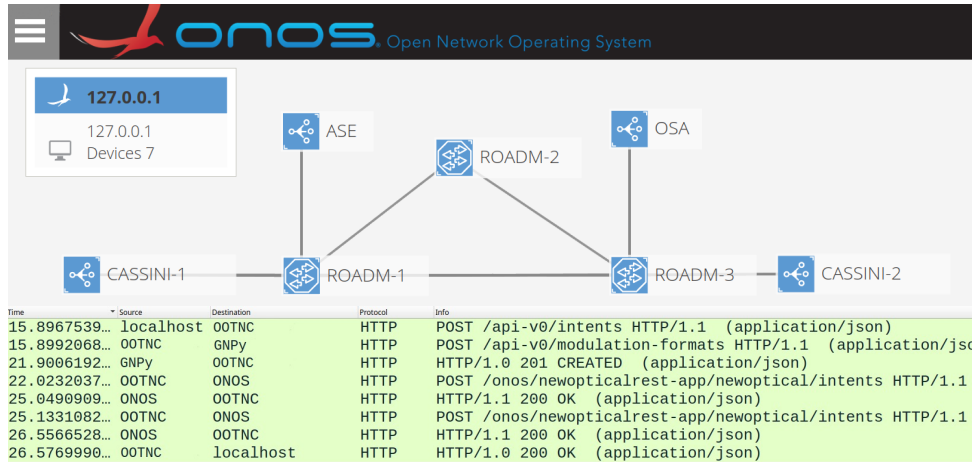 ONOS. Open Network Operating System
127.0.0.1
127.0.0.1
Devices 7
ASE
OSA
ROADM-2
CASSINI-1
ROADM-1
ROADM-3
CASSINI-2
Time Source Destination Protocol Info
15.8967539… localhost OOTNC HTTP POST /api-v0/intents HTTP/1.1 (application/json)
15.8992068… OOTNC GNPy HTTP POST /api-v0/modulation-formats HTTP/1.1 (application/jso
21.9006192… GNPy OOTNC HTTP HTTP/1.0 201 CREATED (application/json)
22.0232037… OOTNC ONOS HTTP POST /onos/newopticalrest-app/newoptical/intents HTTP/1.1
25.0490909… ONOS OOTNC HTTP HTTP/1.1 200 OK (application/json)
25.1331082… OOTNC ONOS HTTP POST /onos/newopticalrest-app/newoptical/intents HTTP/1.1
26.5566528… ONOS OOTNC HTTP HTTP/1.1 200 OK (application/json)
26.5769990… OOTNC localhost HTTP HTTP/1.0 200 OK (application/json)